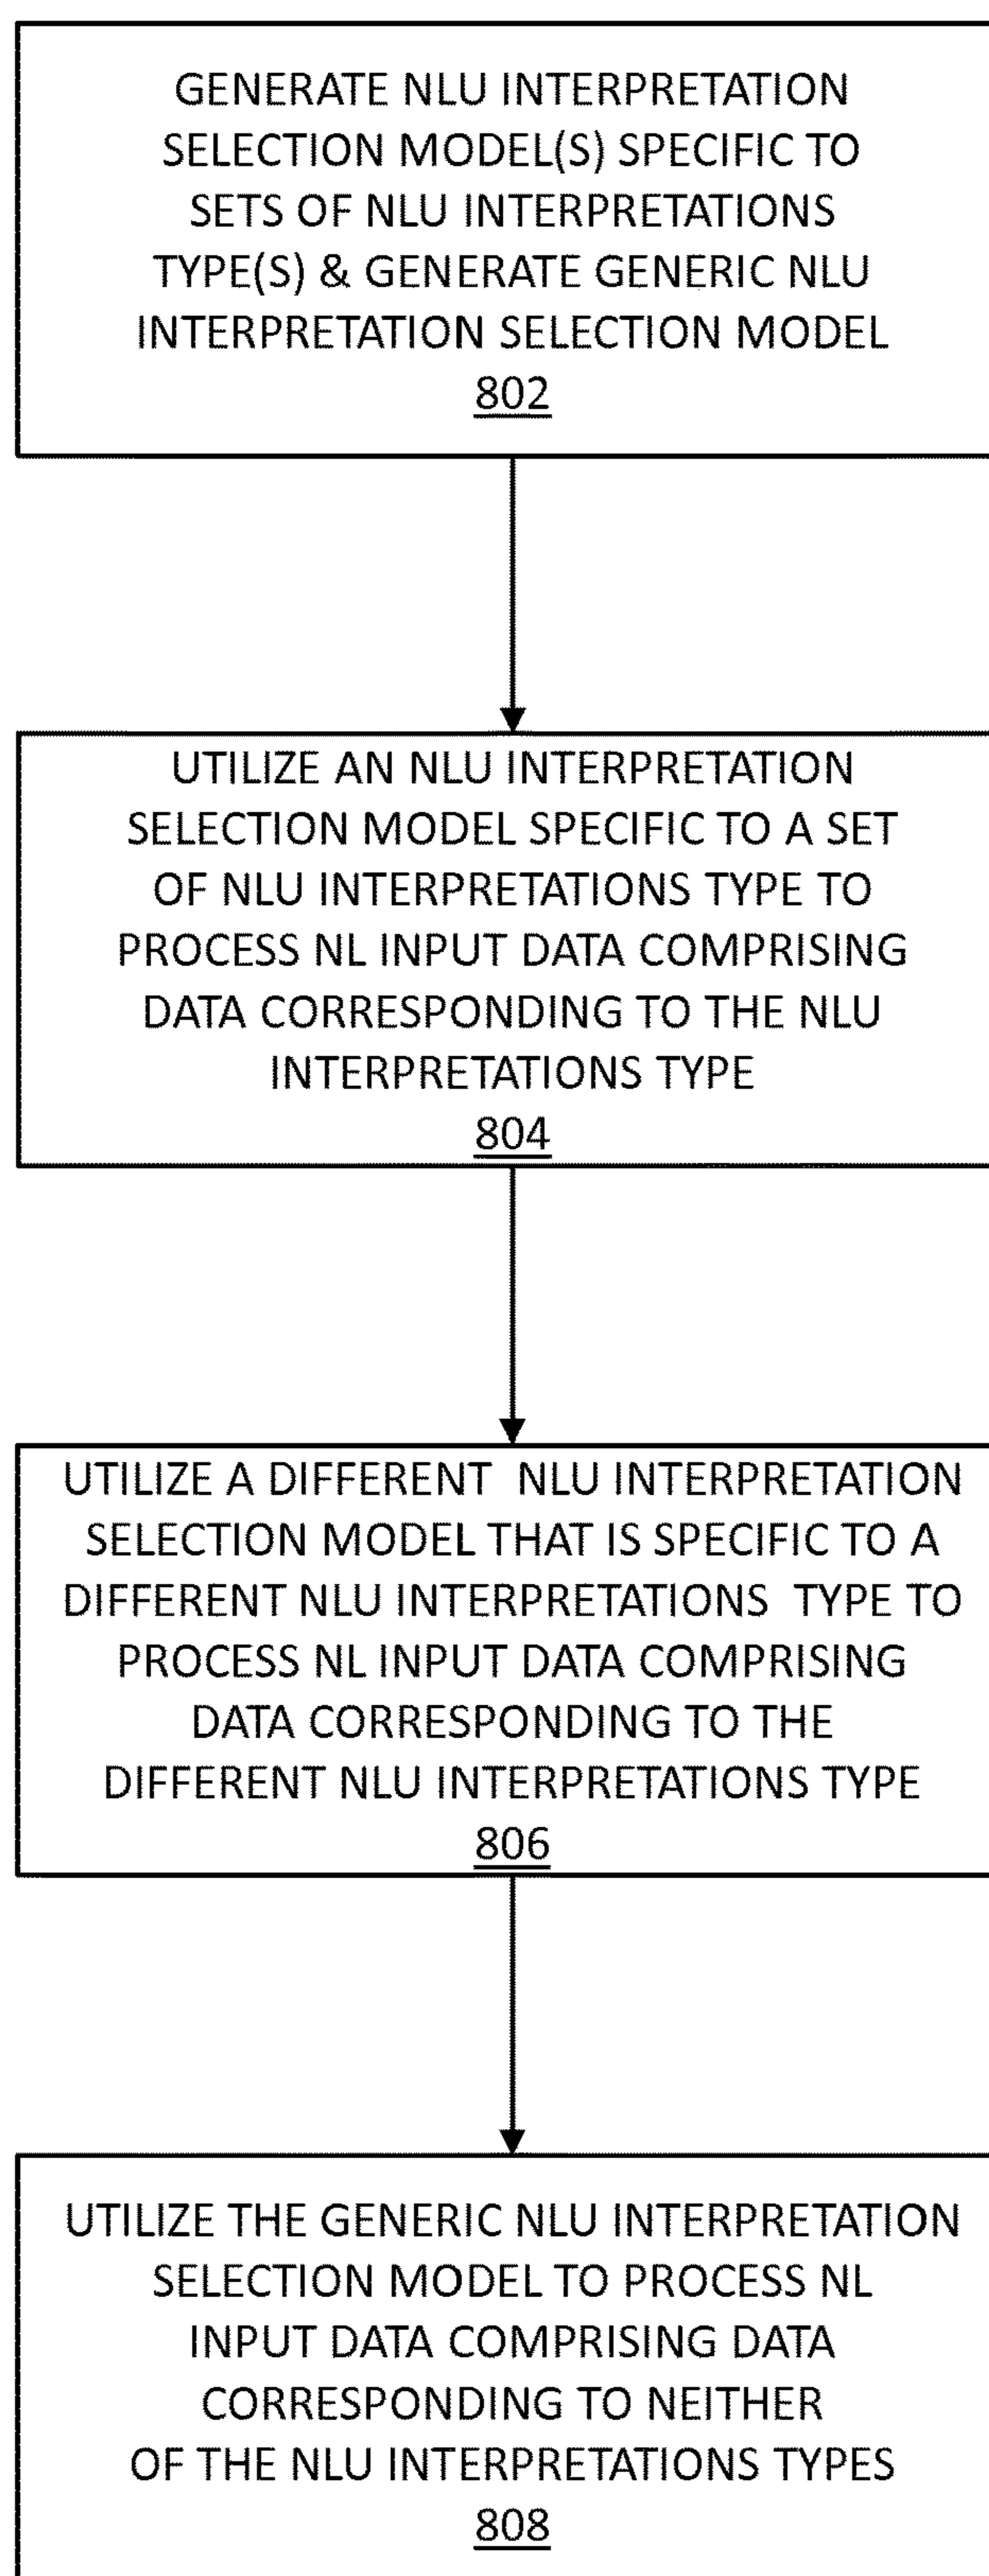 GENERATE NLU INTERPRETATION
SELECTION MODEL(S) SPECIFIC TO
SETS OF NLU INTERPRETATIONS
TYPE(S) & GENERATE GENERIC NLU
INTERPRETATION SELECTION MODEL
802
UTILIZE AN NLU INTERPRETATION
SELECTION MODEL SPECIFIC TO A SET
OF NLU INTERPRETATIONS TYPE TO
PROCESS NL INPUT DATA COMPRISING
DATA CORRESPONDING TO THE NLU
INTERPRETATIONS TYPE
804
UTILIZE A DIFFERENT NLU INTERPRETATION
SELECTION MODEL THAT IS SPECIFIC TO A
DIFFERENT NLU INTERPRETATIONS TYPE TO
PROCESS NL INPUT DATA COMPRISING
DATA CORRESPONDING TO THE
DIFFERENT NLU INTERPRETATIONS TYPE
806
UTILIZE THE GENERIC NLU INTERPRETATION
SELECTION MODEL TO PROCESS NL
INPUT DATA COMPRISING DATA
CORRESPONDING TO NEITHER
OF THE NLU INTERPRETATIONS TYPES
808